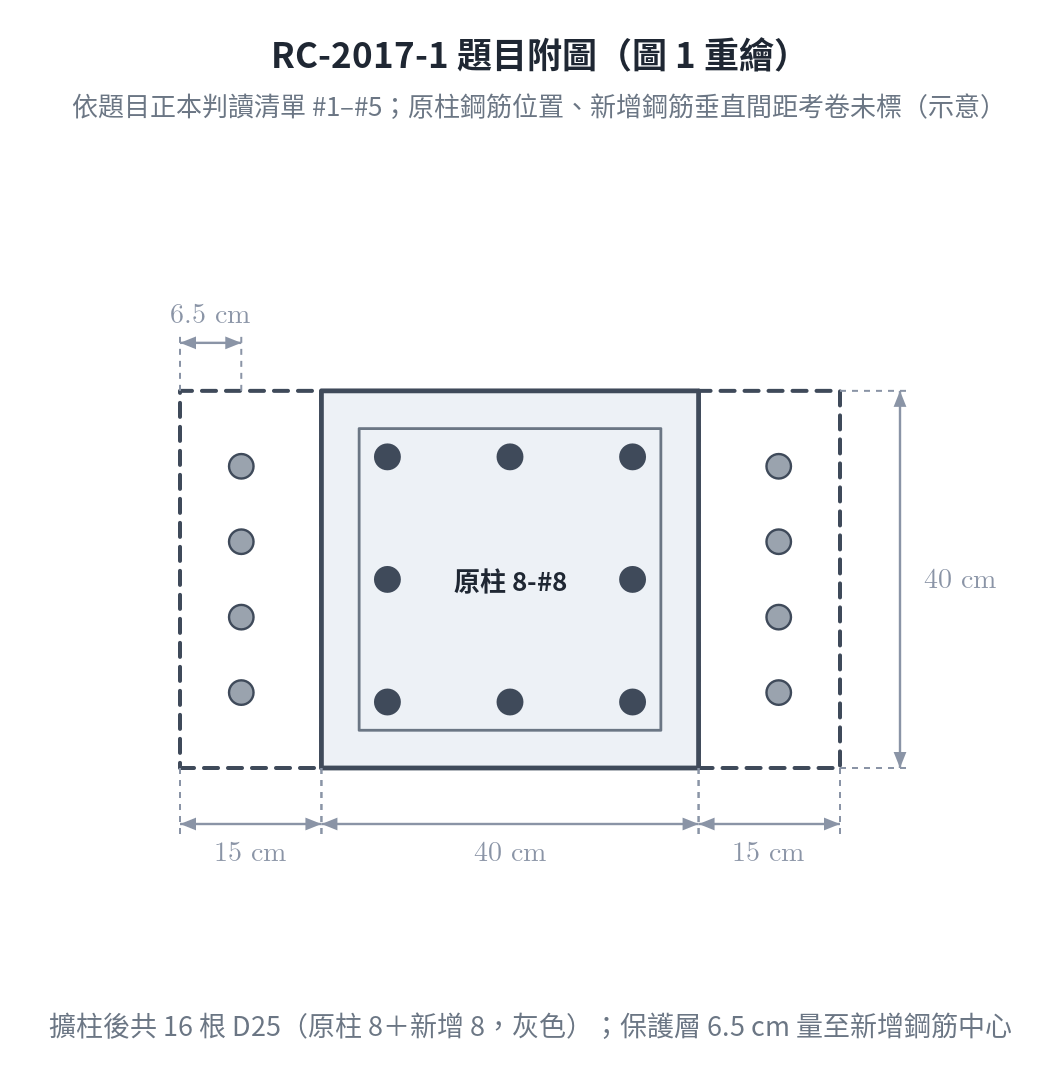 RC-2017-1 題目附圖（圖 1 重繪）
依題目正本判讀清單 #1–#5；原柱鋼筋位置、新增鋼筋垂直間距考卷未標（示意）
6.5 cm
原柱 8-#8
40 cm
15 cm
40 cm
15 cm
擴柱後共 16 根 D25（原柱 8＋新增 8，灰色）；保護層 6.5 cm 量至新增鋼筋中心